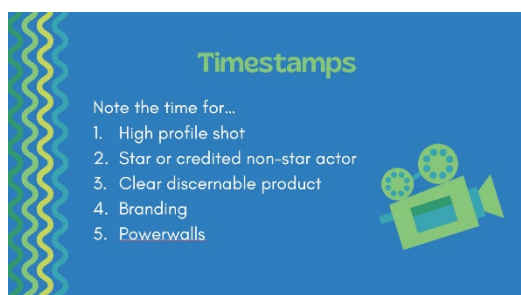 Timestamps
Note the time for...
1. High profile shot
2. Star or credited non-star actor
3. Clear discernable product
4. Branding
5. Powerwalls